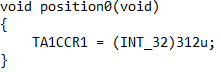 void position0(void)
{
    TA1CCR1 = (INT_32)312u;
}